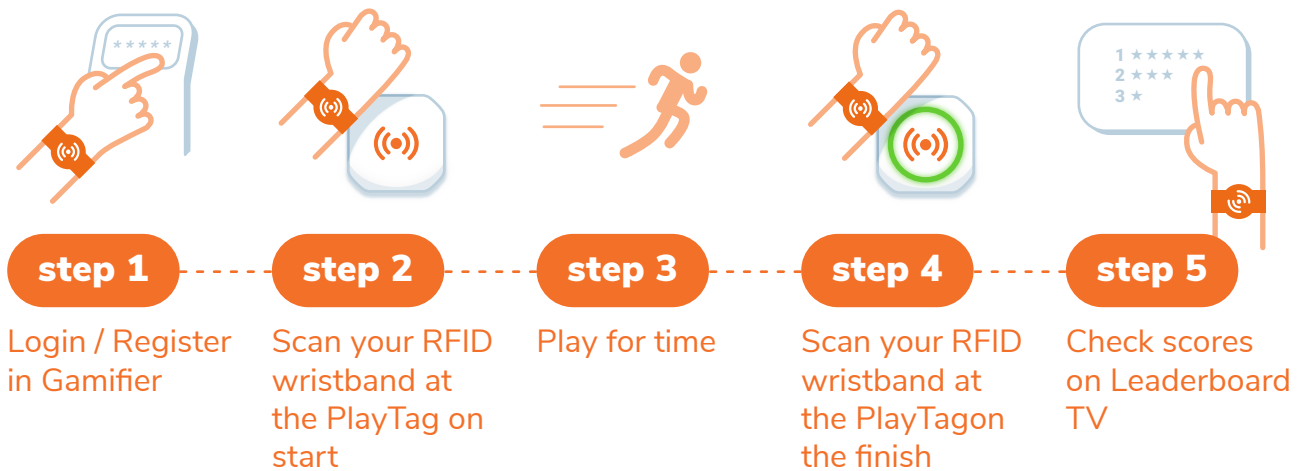 *****
1 ★★★★★
2 ★★★
3 ★
step 1
step 2
step 3
step 4
step 5
Login / Register
in Gamifier
Scan your RFID
wristband at
the PlayTag on
start
Play for time
Scan your RFID
wristband at
the PlayTagon
the finish
Check scores
on Leaderboard
TV